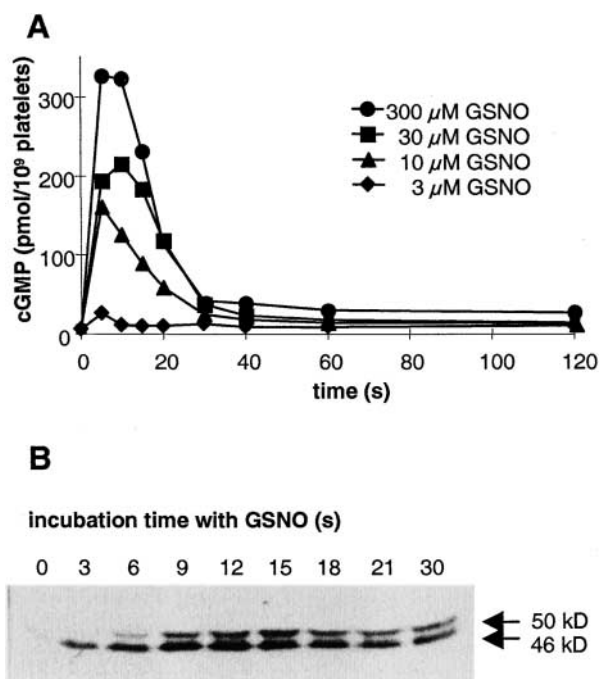 A
300
200
100
0
cGMP (pmol/10⁹ platelets)
300 µM GSNO
30 µM GSNO
10 µM GSNO
3 µM GSNO
0 20 40 60 80 100 120
time (s)
B
incubation time with GSNO (s)
0 3 6 9 12 15 18 21 30
50 kD
46 kD